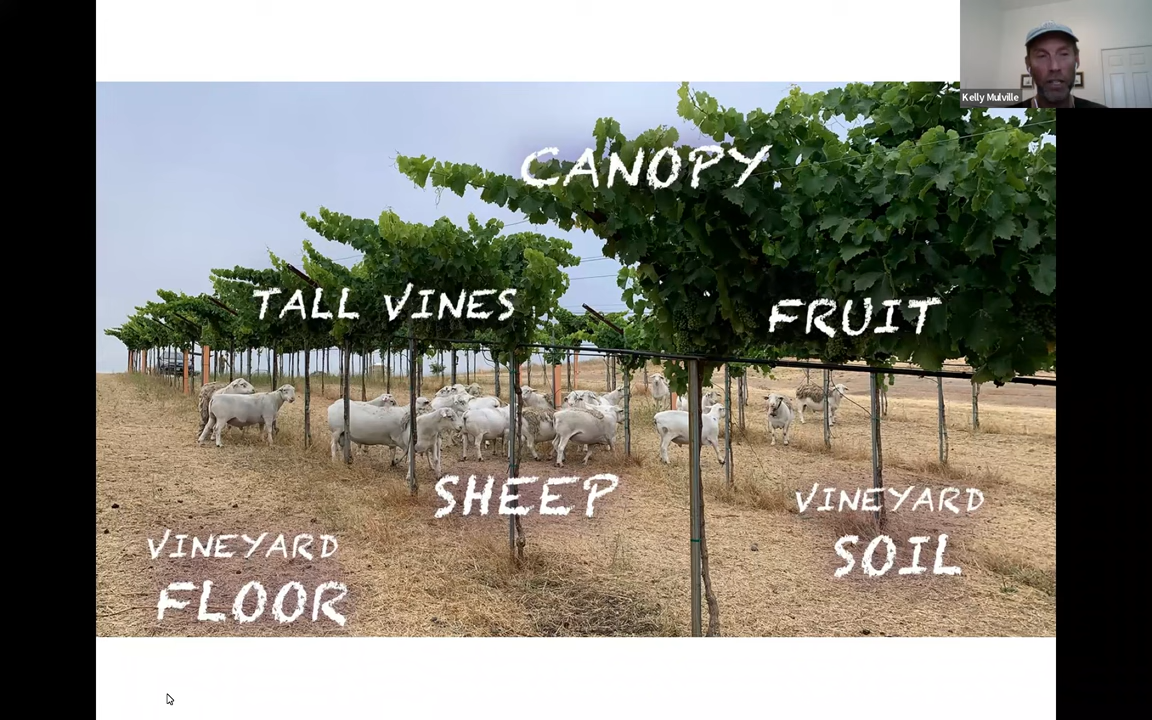 Kelly Mulville
CANOPY
TALL VINES
FRUIT
SHEEP
VINEYARD
SOIL
VINEYARD
FLOOR